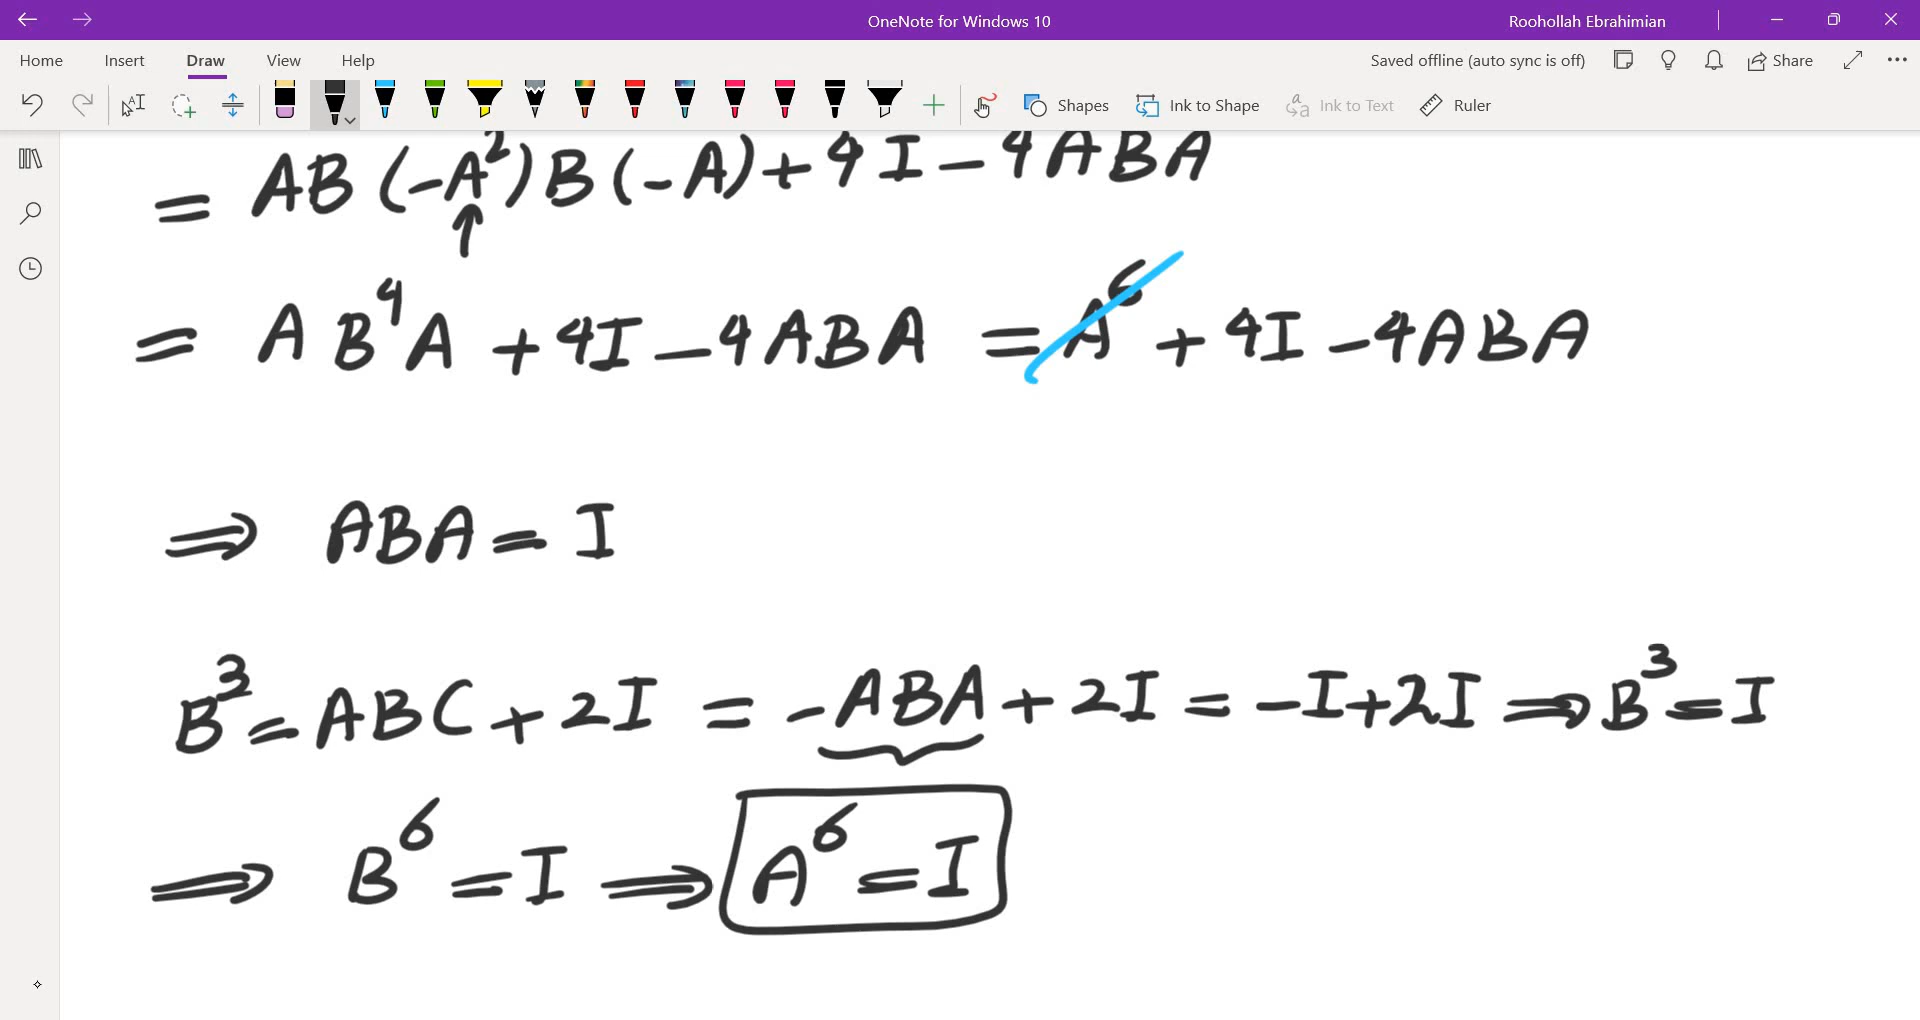 OneNote for Windows 10
Roohollah Ebrahimian
Home Insert Draw View Help
Saved offline (auto sync is off) Share
Shapes Ink to Shape Ink to Text Ruler
= AB(-A²)B(-A)+4I-4ABA
= AB⁴A+4I-4ABA = A⁶+4I-4ABA
⇒ ABA = I
B³ = ABC+2I = -ABA+2I = -I+2I ⇒ B³ = I
⇒ B⁶ = I ⇒ A⁶ = I